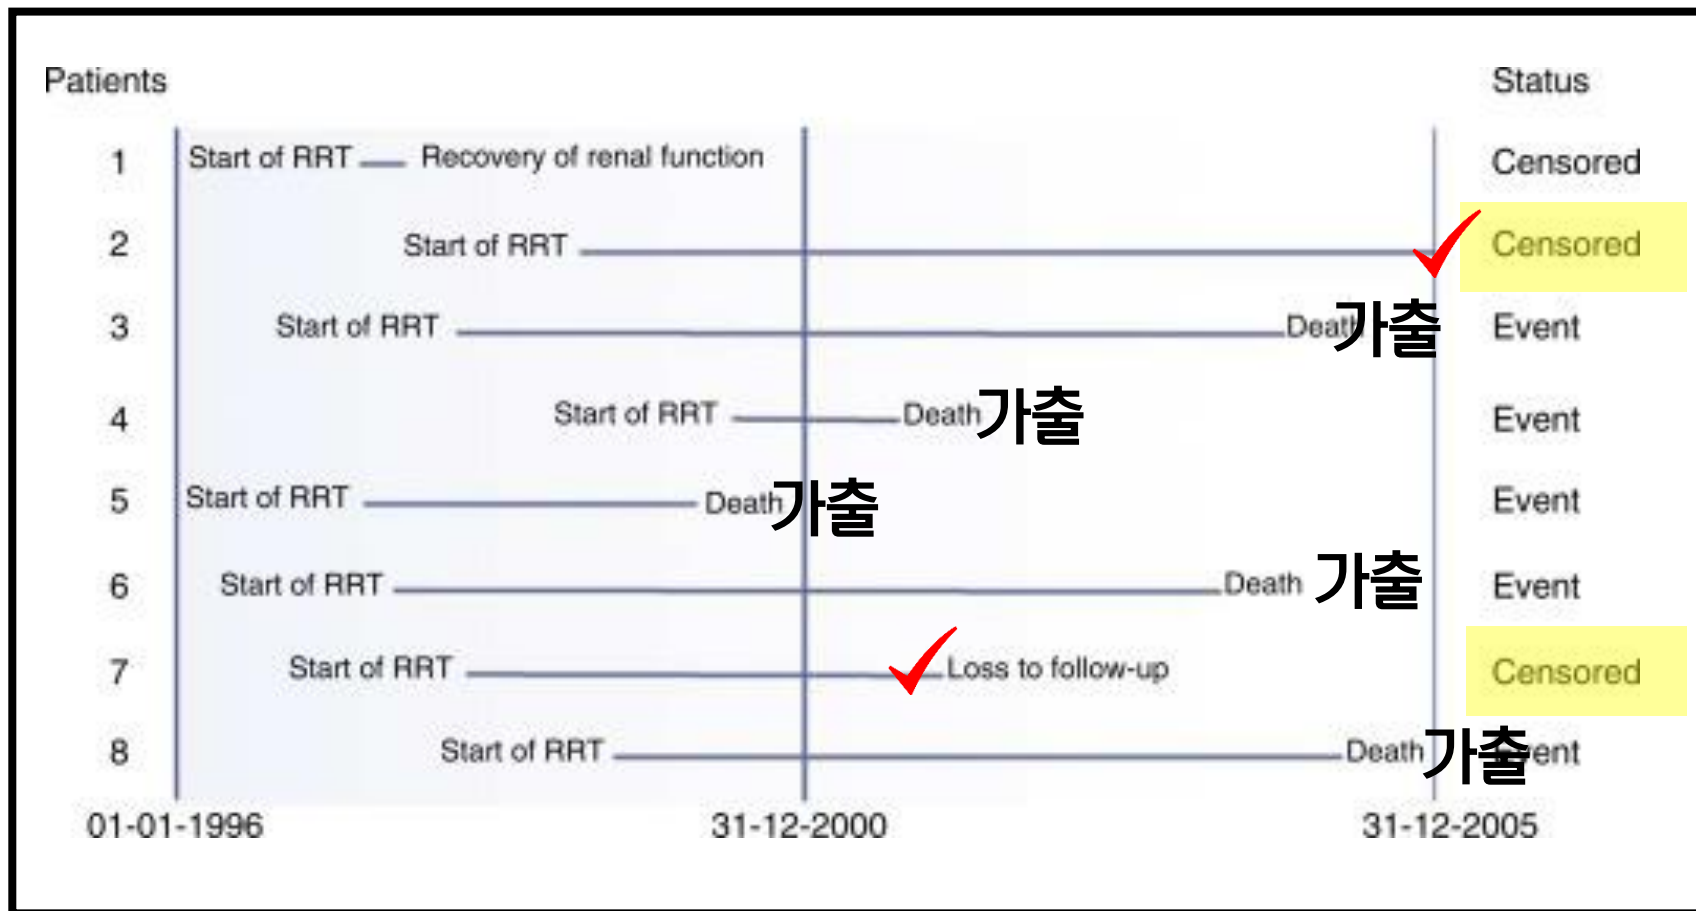 Patients Status
1 Start of RRT Recovery of renal function Censored
2 Start of RRT Censored
3 Start of RRT Death 가출 Event
4 Start of RRT Death 가출 Event
5 Start of RRT Death 가출 Event
6 Start of RRT Death 가출 Event
7 Start of RRT Loss to follow-up Censored
8 Start of RRT Death 가출 Event
01-01-1996 31-12-2000 31-12-2005